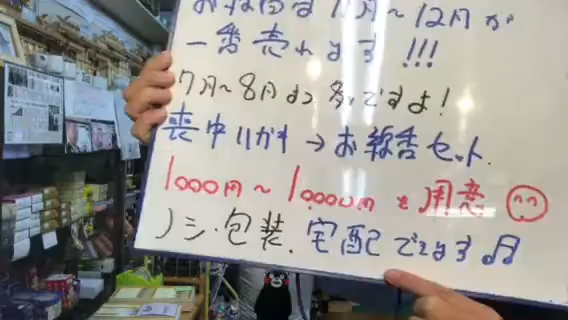 お線香は11月～12月が
一番売れます!!!
7月～8月も多いですよ！
喪中ハガキ→お線香セット.
1000円～10000円を用意
ノシ・包装、宅配できます♫